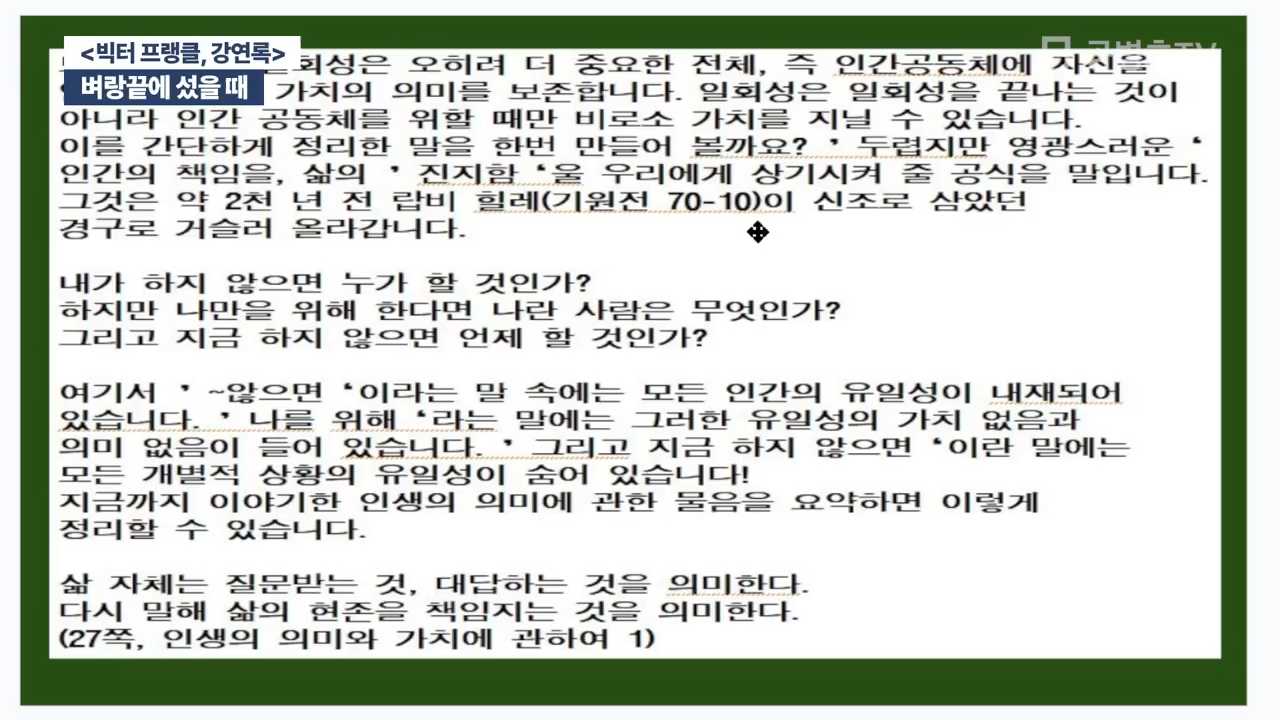 <빅터 프랭클, 강연록>
벼랑끝에 섰을 때
일회성은 오히려 더 중요한 전체, 즉 인간공동체에 자신을
가치의 의미를 보존합니다. 일회성은 일회성을 끝나는 것이
아니라 인간 공동체를 위할 때만 비로소 가치를 지닐 수 있습니다.
이를 간단하게 정리한 말을 한번 만들어 볼까요? ’ 두렵지만 영광스러운 ‘
인간의 책임을, 삶의 ’ 진지함 ‘울 우리에게 상기시켜 줄 공식을 말입니다.
그것은 약 2천 년 전 랍비 힐레(기원전 70-10)이 신조로 삼았던
경구로 거슬러 올라갑니다.
내가 하지 않으면 누가 할 것인가?
하지만 나만을 위해 한다면 나란 사람은 무엇인가?
그리고 지금 하지 않으면 언제 할 것인가?
여기서 ’ ~않으면 ‘이라는 말 속에는 모든 인간의 유일성이 내재되어
있습니다. ’ 나를 위해 ‘라는 말에는 그러한 유일성의 가치 없음과
의미 없음이 들어 있습니다. ’ 그리고 지금 하지 않으면 ‘이란 말에는
모든 개별적 상황의 유일성이 숨어 있습니다!
지금까지 이야기한 인생의 의미에 관한 물음을 요약하면 이렇게
정리할 수 있습니다.
삶 자체는 질문받는 것, 대답하는 것을 의미한다.
다시 말해 삶의 현존을 책임지는 것을 의미한다.
(27쪽, 인생의 의미와 가치에 관하여 1)